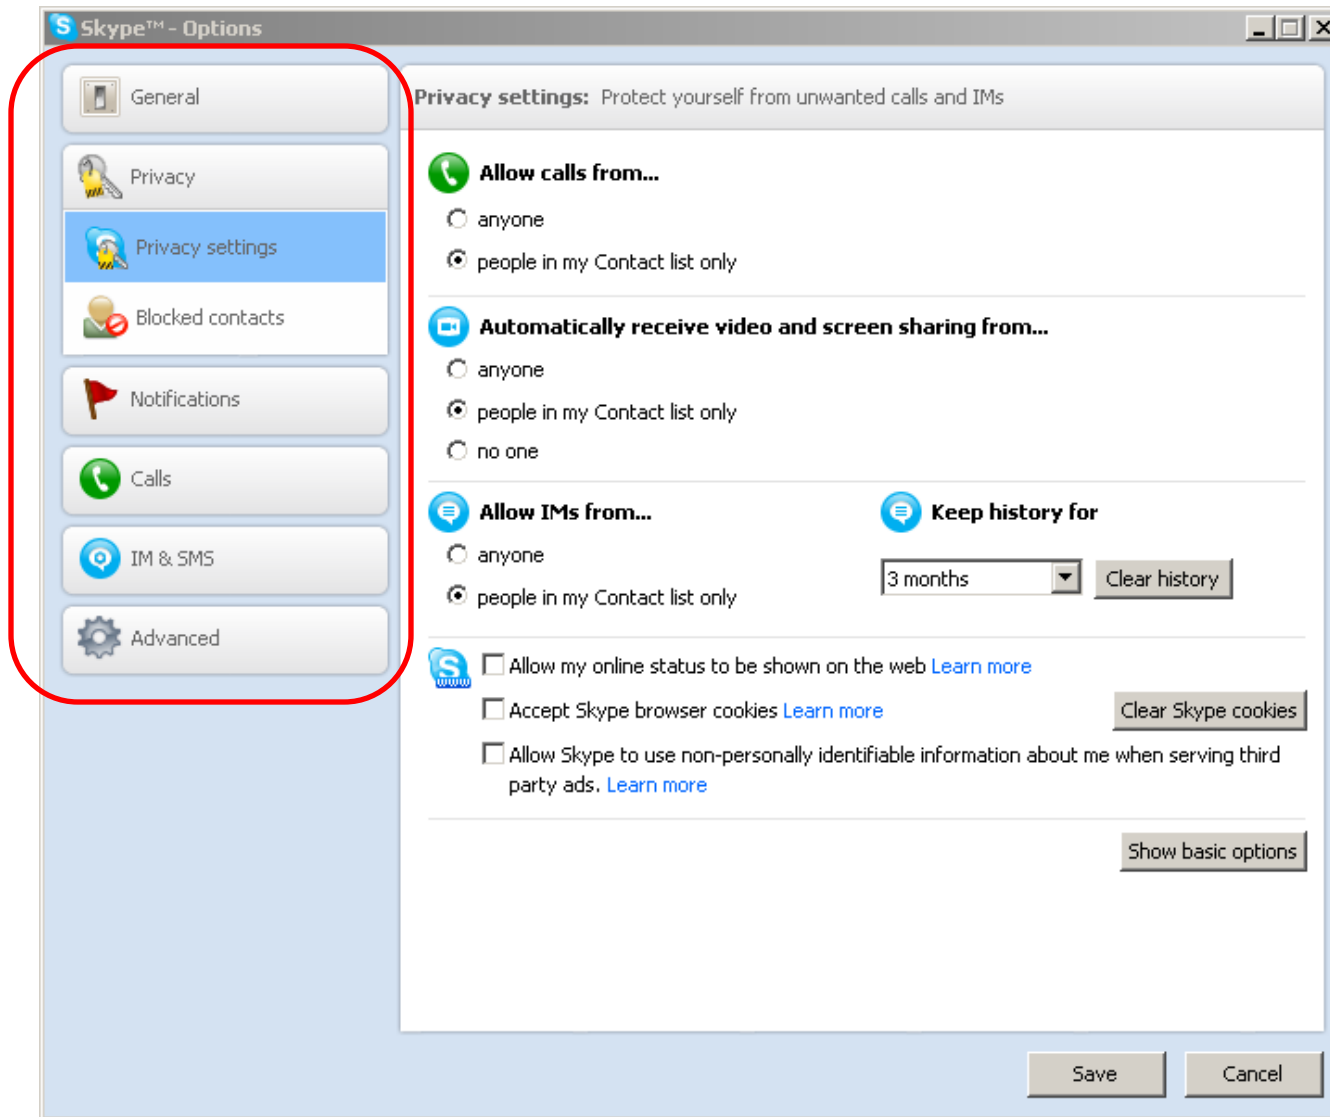 Skype™ - Options
General
Privacy
Privacy settings
Blocked contacts
Notifications
Calls
IM & SMS
Advanced
Privacy settings: Protect yourself from unwanted calls and IMs
Allow calls from...
anyone
people in my Contact list only
Automatically receive video and screen sharing from...
anyone
people in my Contact list only
no one
Allow IMs from...
anyone
people in my Contact list only
Keep history for
3 months
Clear history
Allow my online status to be shown on the web Learn more
Accept Skype browser cookies Learn more
Clear Skype cookies
Allow Skype to use non-personally identifiable information about me when serving third
party ads. Learn more
Show basic options
Save
Cancel